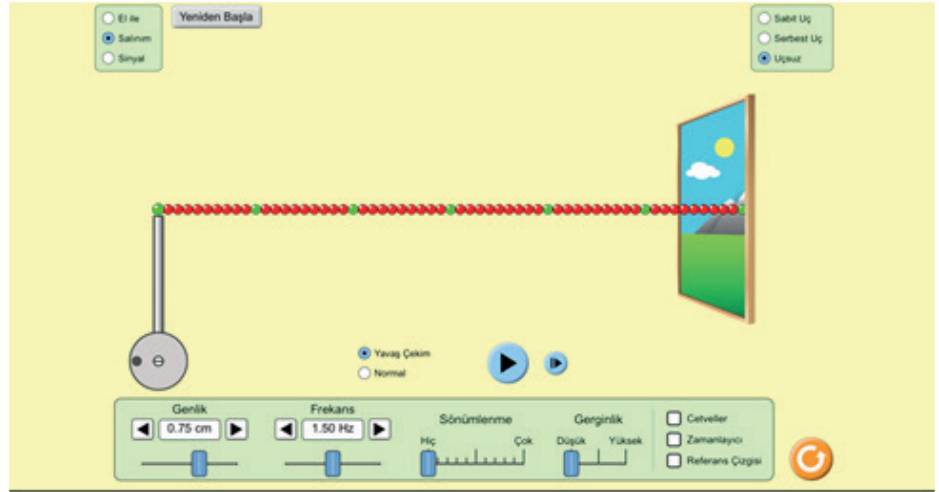 El ile
Salınım
Sinyal
Yeniden Başla
Sabit Uç
Serbest Uç
Uçsuz
Yavaş Çekim
Normal
Genlik
0.75 cm
Frekans
1.50 Hz
Sönümlenme
Hiç Çok
Gerginlik
Düşük Yüksek
Cetveller
Zamanlayıcı
Referans Çizgisi